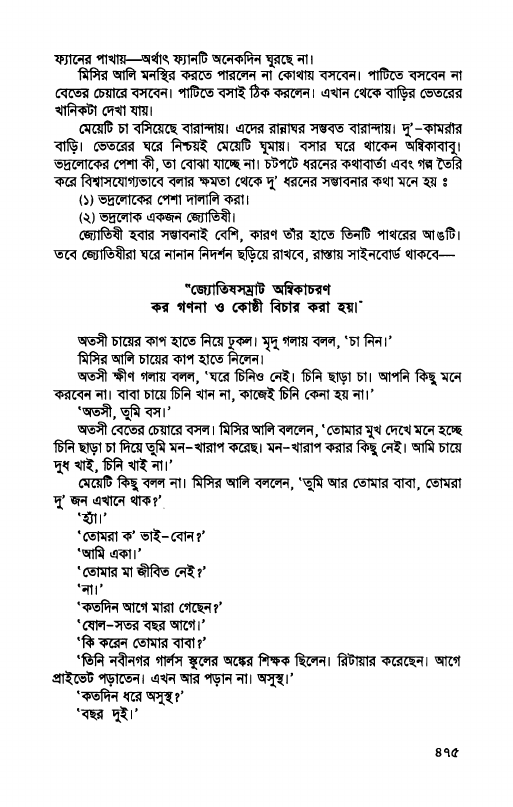 ফ্যানের পাখায়—অর্থাৎ ফ্যানটি অনেকদিন ঘুরছে না।
মিসির আলি মনস্থির করতে পারলেন না কোথায় বসবেন। পাটিতে বসবেন না
বেতের চেয়ারে বসবেন। পাটিতে বসাই ঠিক করলেন। এখান থেকে বাড়ির ভেতরের
খানিকটা দেখা যায়।
মেয়েটি চা বসিয়েছে বারান্দায়। এদের রান্নাঘর সম্ভবত বারান্দায়। দু'-কামরার
বাড়ি। ভেতরের ঘরে নিশ্চয়ই মেয়েটি ঘুমায়। বসার ঘরে থাকেন অম্বিকাবাবু।
ভদ্রলোকের পেশা কী, তা বোঝা যাচ্ছে না। চটপটে ধরনের কথাবার্তা এবং গল্প তৈরি
করে বিশ্বাসযোগ্যভাবে বলার ক্ষমতা থেকে দু' ধরনের সম্ভাবনার কথা মনে হয় ঃ
(১) ভদ্রলোকের পেশা দালালি করা।
(২) ভদ্রলোক একজন জ্যোতিষী।
জ্যোতিষী হবার সম্ভাবনাই বেশি, কারণ তাঁর হাতে তিনটি পাথরের আঙটি।
তবে জ্যোতিষীরা ঘরে নানান নিদর্শন ছড়িয়ে রাখবে, রাস্তায় সাইনবোর্ড থাকবে—
"জ্যোতিষসম্রাট অম্বিকাচরণ
কর গণনা ও কোষ্ঠী বিচার করা হয়।"
অতসী চায়ের কাপ হাতে নিয়ে ঢুকল। মৃদু গলায় বলল, 'চা নিন।'
মিসির আলি চায়ের কাপ হাতে নিলেন।
অতসী ক্ষীণ গলায় বলল, 'ঘরে চিনিও নেই। চিনি ছাড়া চা। আপনি কিছু মনে
করবেন না। বাবা চায়ে চিনি খান না, কাজেই চিনি কেনা হয় না।'
'অতসী, তুমি বস।'
অতসী বেতের চেয়ারে বসল। মিসির আলি বললেন, 'তোমার মুখ দেখে মনে হচ্ছে
চিনি ছাড়া চা দিয়ে তুমি মন-খারাপ করেছ। মন-খারাপ করার কিছু নেই। আমি চায়ে
দুধ খাই, চিনি খাই না।'
মেয়েটি কিছু বলল না। মিসির আলি বললেন, 'তুমি আর তোমার বাবা, তোমরা
দু' জন এখানে থাক?'
'হ্যাঁ।'
'তোমরা ক' ভাই-বোন?'
'আমি একা।'
'তোমার মা জীবিত নেই?'
'না।'
'কতদিন আগে মারা গেছেন?'
'ষোল-সতর বছর আগে।'
'কি করেন তোমার বাবা?'
'তিনি নবীনগর গার্লস স্কুলের অঙ্কের শিক্ষক ছিলেন। রিটায়ার করেছেন। আগে
প্রাইভেট পড়াতেন। এখন আর পড়ান না। অসুস্থ।'
'কতদিন ধরে অসুস্থ?'
'বছর দুই।'
৪৭৫